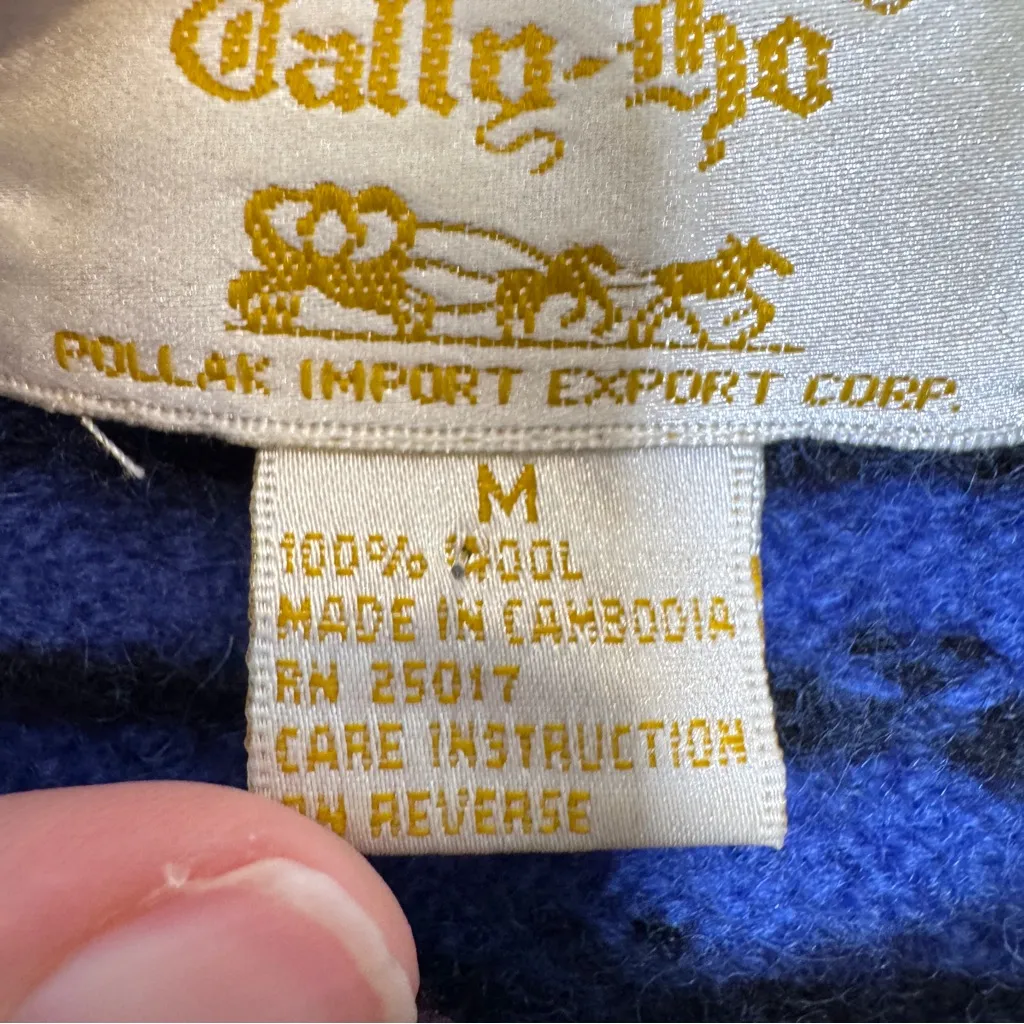 Tally-Ho
POLLAK IMPORT EXPORT CORP.
M
100% WOOL
MADE IN CAMBODIA
RN 25017
CARE INSTRUCTION
ON REVERSE